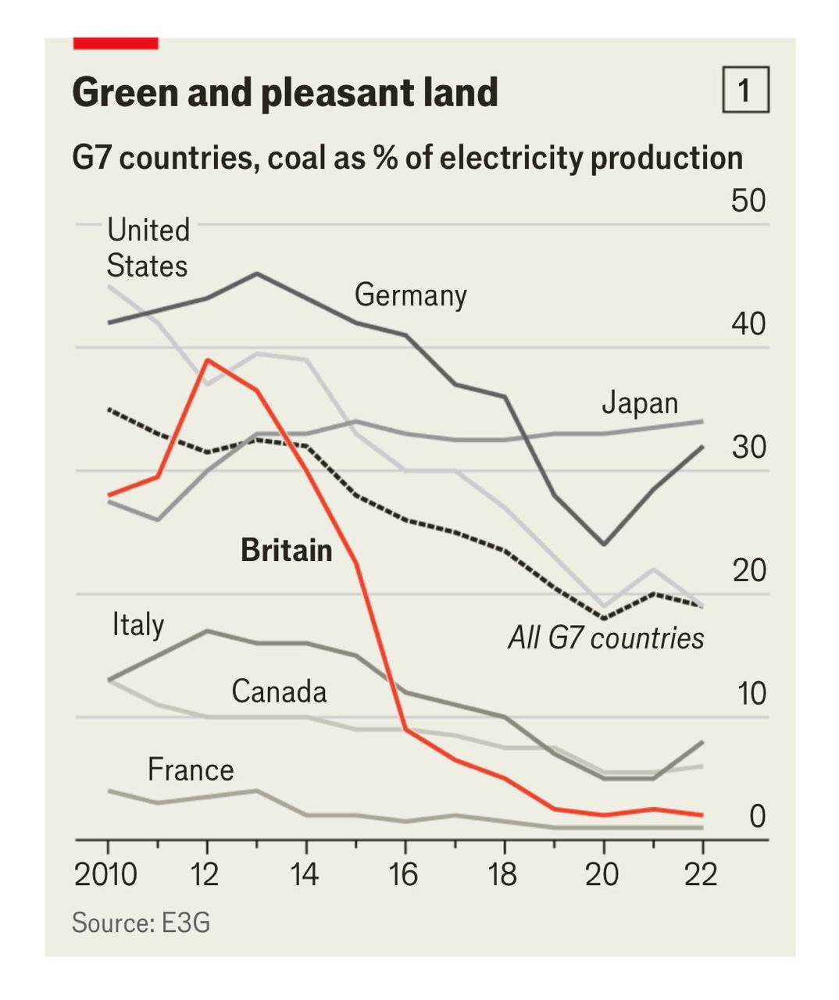 Green and pleasant land
1
G7 countries, coal as % of electricity production
50
United
States
Germany
40
Japan
30
Britain
20
Italy
All G7 countries
Canada
10
France
0
2010 12 14 16 18 20 22
Source: E3G